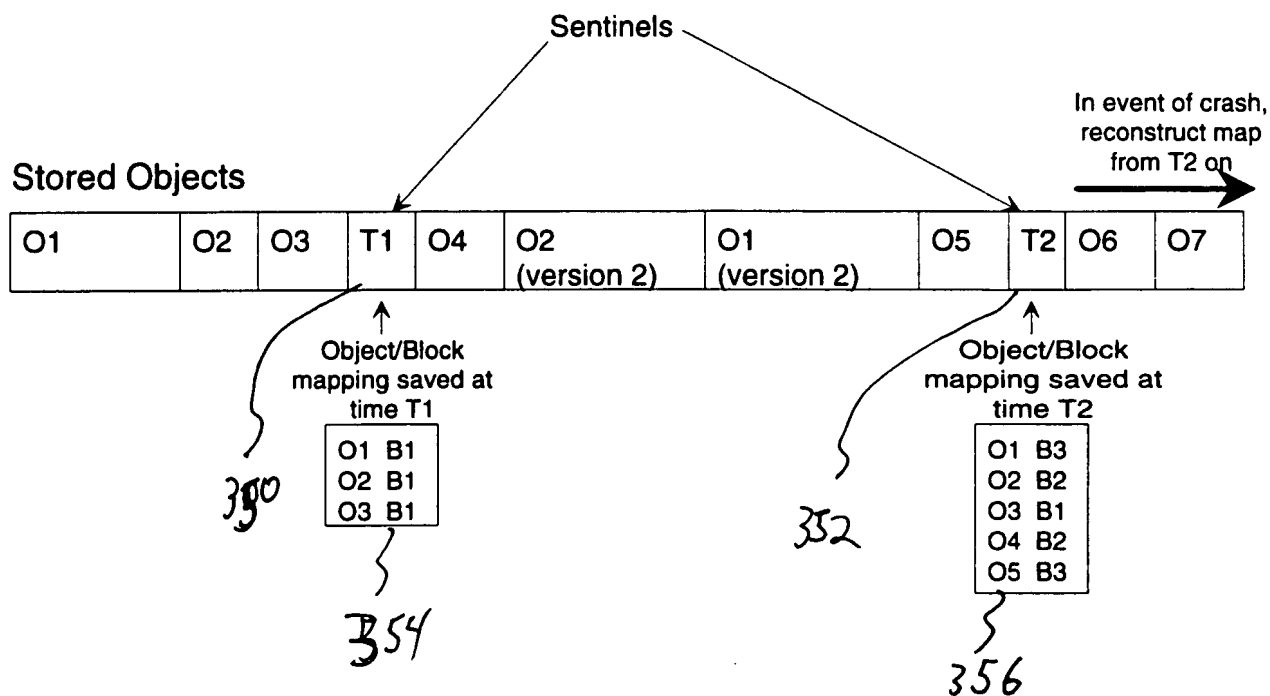 Sentinels
In event of crash,
reconstruct map
from T2 on
Stored Objects
O1 O2 O3 T1 O4 O2 O1 O5 T2 O6 O7
(version 2) (version 2)
Object/Block
mapping saved at
time T1
O1 B1
O2 B1
O3 B1
Object/Block
mapping saved at
time T2
O1 B3
O2 B2
O3 B1
O4 B2
O5 B3
350
352
354
356